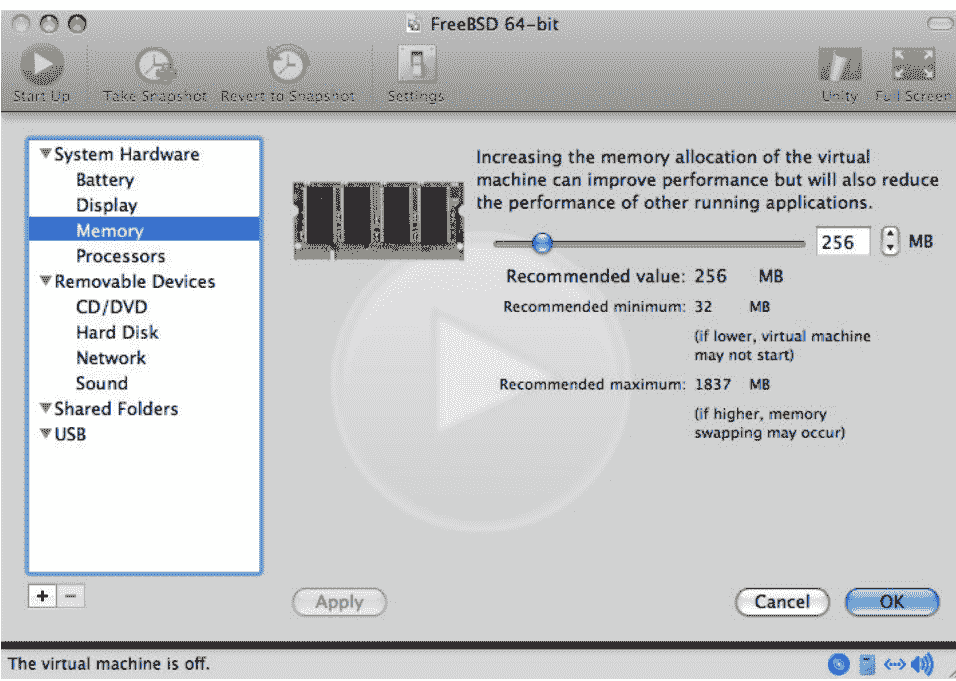 FreeBSD 64-bit
Start Up Take Snapshot Revert to Snapshot Settings Unity Full Screen
System Hardware
Battery
Display
Memory
Processors
Removable Devices
CD/DVD
Hard Disk
Network
Sound
Shared Folders
USB
Increasing the memory allocation of the virtual
machine can improve performance but will also reduce
the performance of other running applications.
256 MB
Recommended value: 256 MB
Recommended minimum: 32 MB
(if lower, virtual machine
may not start)
Recommended maximum: 1837 MB
(if higher, memory
swapping may occur)
+ −
Apply Cancel OK
The virtual machine is off.